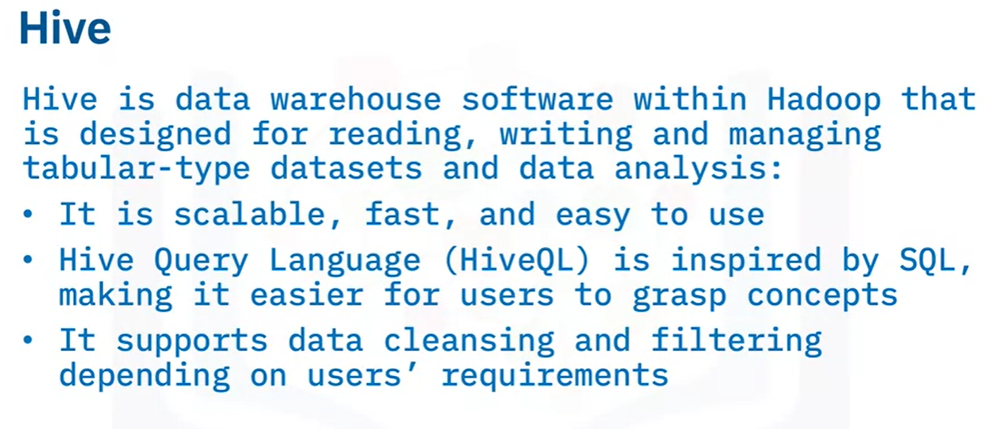 Hive
Hive is data warehouse software within Hadoop that
is designed for reading, writing and managing
tabular-type datasets and data analysis:
• It is scalable, fast, and easy to use
• Hive Query Language (HiveQL) is inspired by SQL,
making it easier for users to grasp concepts
• It supports data cleansing and filtering
depending on users’ requirements